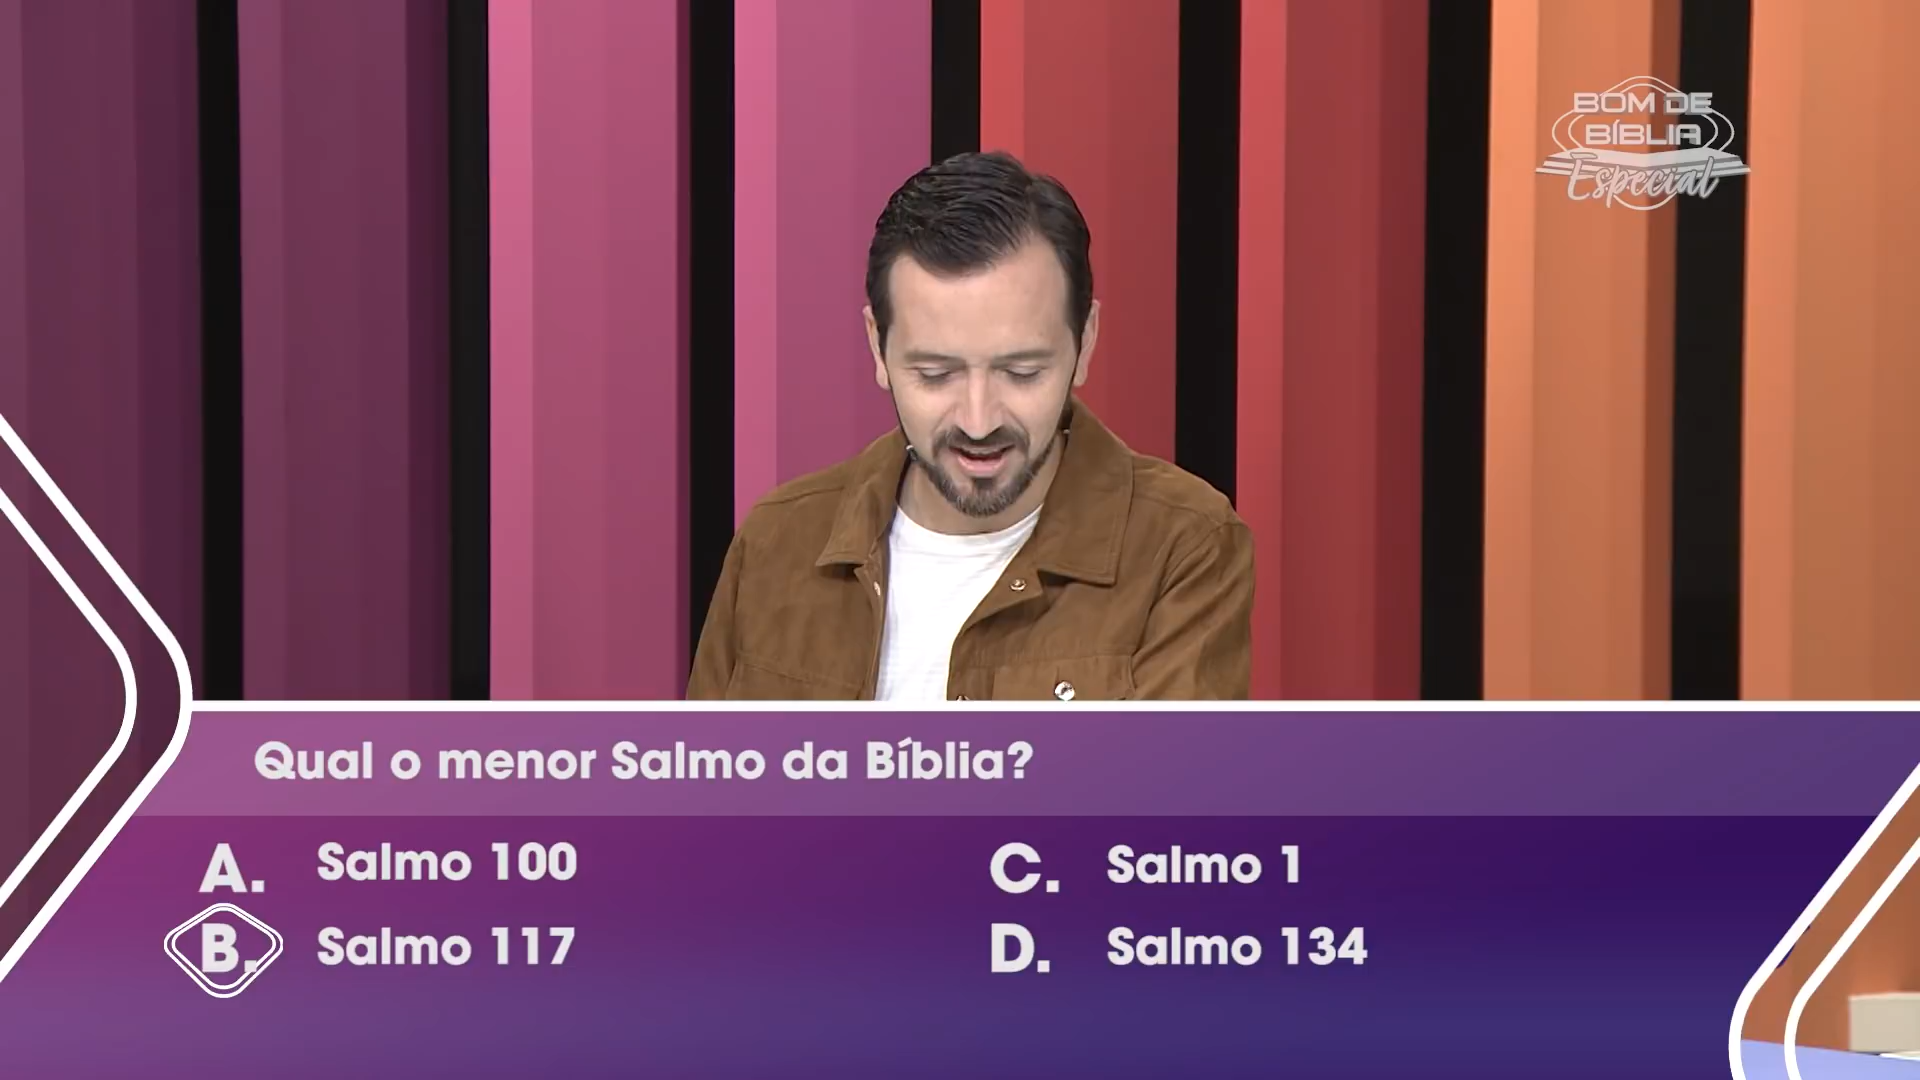 BOM DE
BÍBLIA
Especial
Qual o menor Salmo da Bíblia?
A. Salmo 100
B. Salmo 117
C. Salmo 1
D. Salmo 134